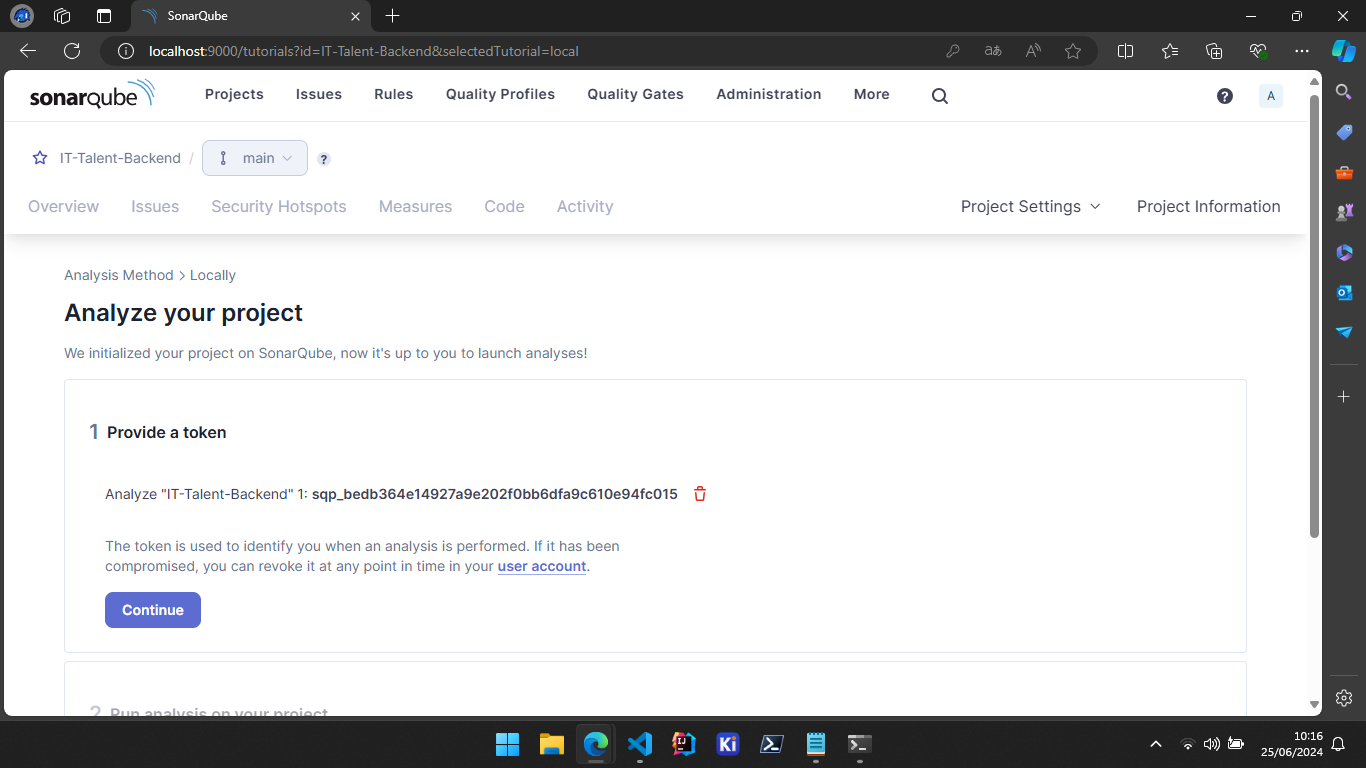 SonarQube
localhost:9000/tutorials?id=IT-Talent-Backend&selectedTutorial=local
sonarqube Projects Issues Rules Quality Profiles Quality Gates Administration More ? A
IT-Talent-Backend / main ?
Overview Issues Security Hotspots Measures Code Activity Project Settings Project Information
Analysis Method > Locally
Analyze your project
We initialized your project on SonarQube, now it's up to you to launch analyses!
1 Provide a token
Analyze "IT-Talent-Backend" 1: sqp_bedb364e14927a9e202f0bb6dfa9c610e94fc015
The token is used to identify you when an analysis is performed. If it has been
compromised, you can revoke it at any point in time in your user account.
Continue
2 Run analysis on your project
10:16
25/06/2024